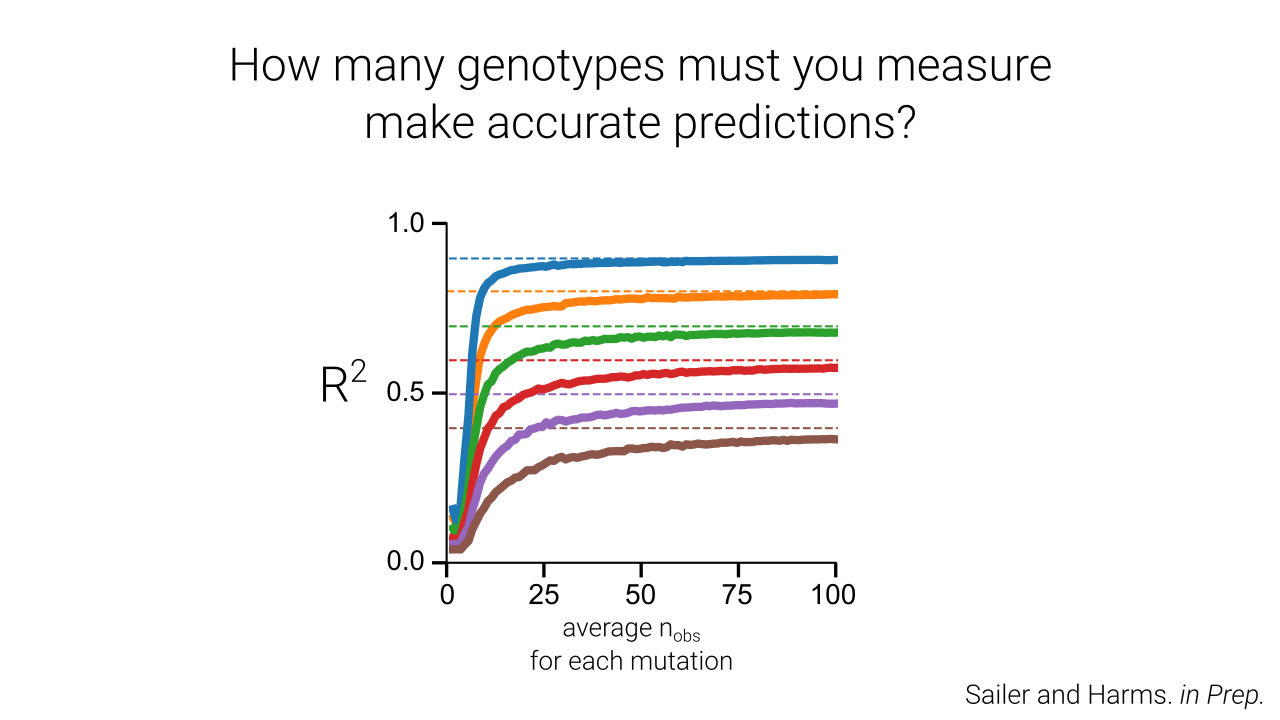 How many genotypes must you measure
make accurate predictions?
1.0
R2
0.5
0.0
0 25 50 75 100
average nobs
for each mutation
Sailer and Harms. in Prep.